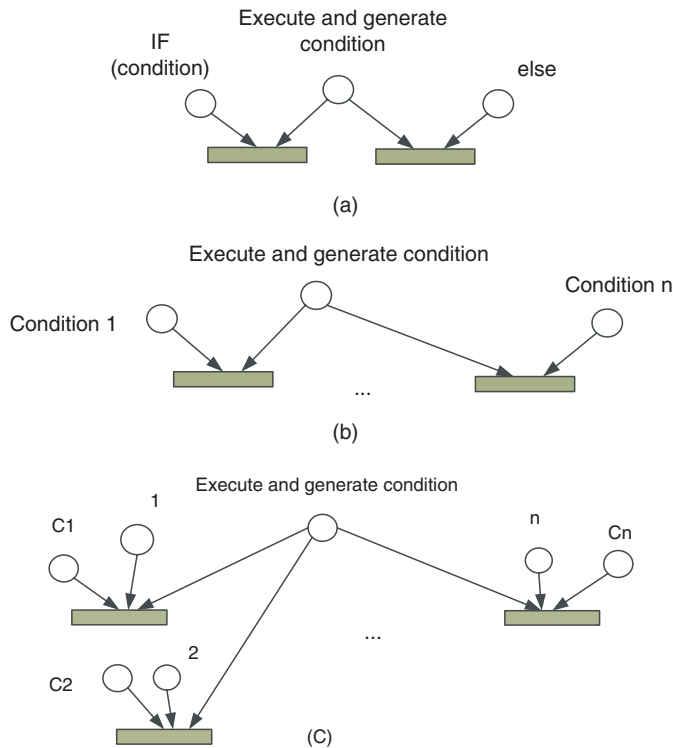 Execute and generate
condition
IF
(condition)
else
(a)
Execute and generate condition
Condition 1
Condition n
...
(b)
Execute and generate condition
C1
1
n
Cn
...
C2
2
(C)